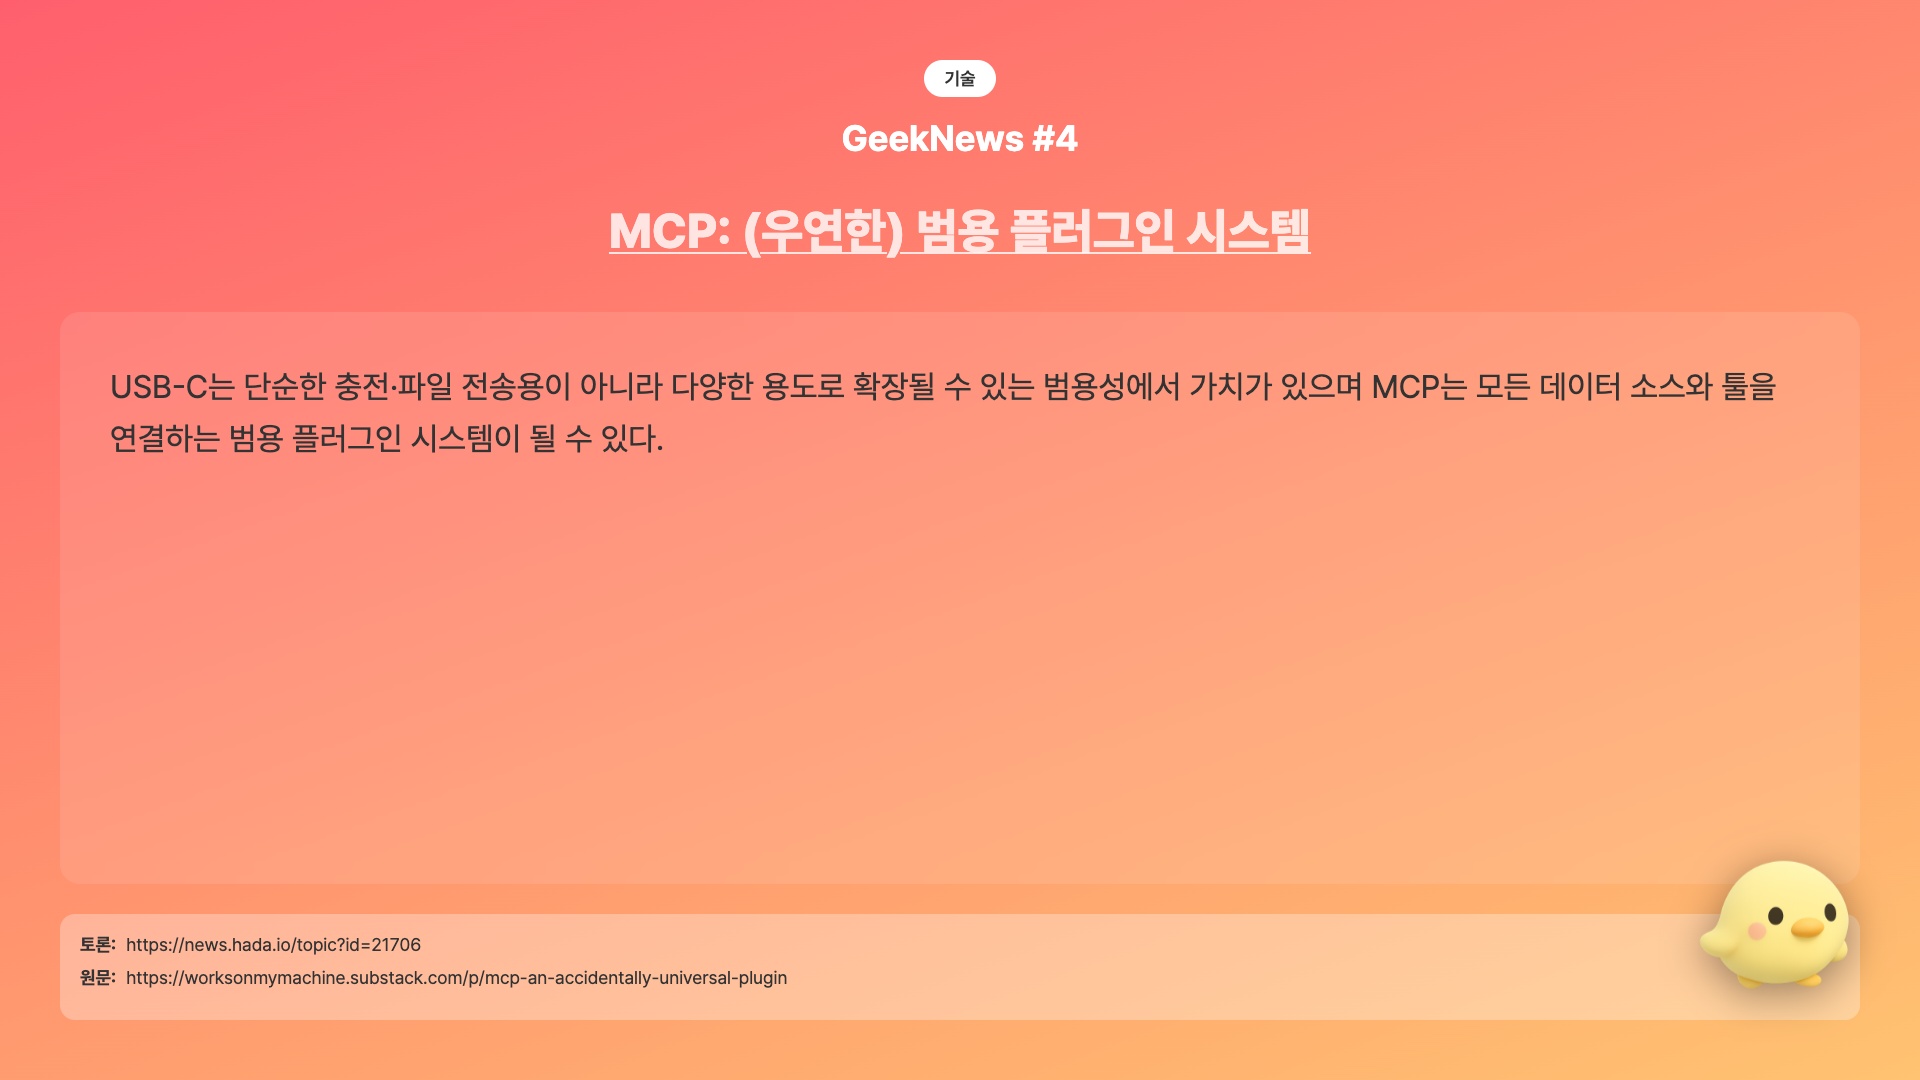 기술
GeekNews #4
MCP: (우연한) 범용 플러그인 시스템
USB-C는 단순한 충전·파일 전송용이 아니라 다양한 용도로 확장될 수 있는 범용성에서 가치가 있으며 MCP는 모든 데이터 소스와 툴을
연결하는 범용 플러그인 시스템이 될 수 있다.
토론: https://news.hada.io/topic?id=21706
원문: https://worksonmymachine.substack.com/p/mcp-an-accidentally-universal-plugin